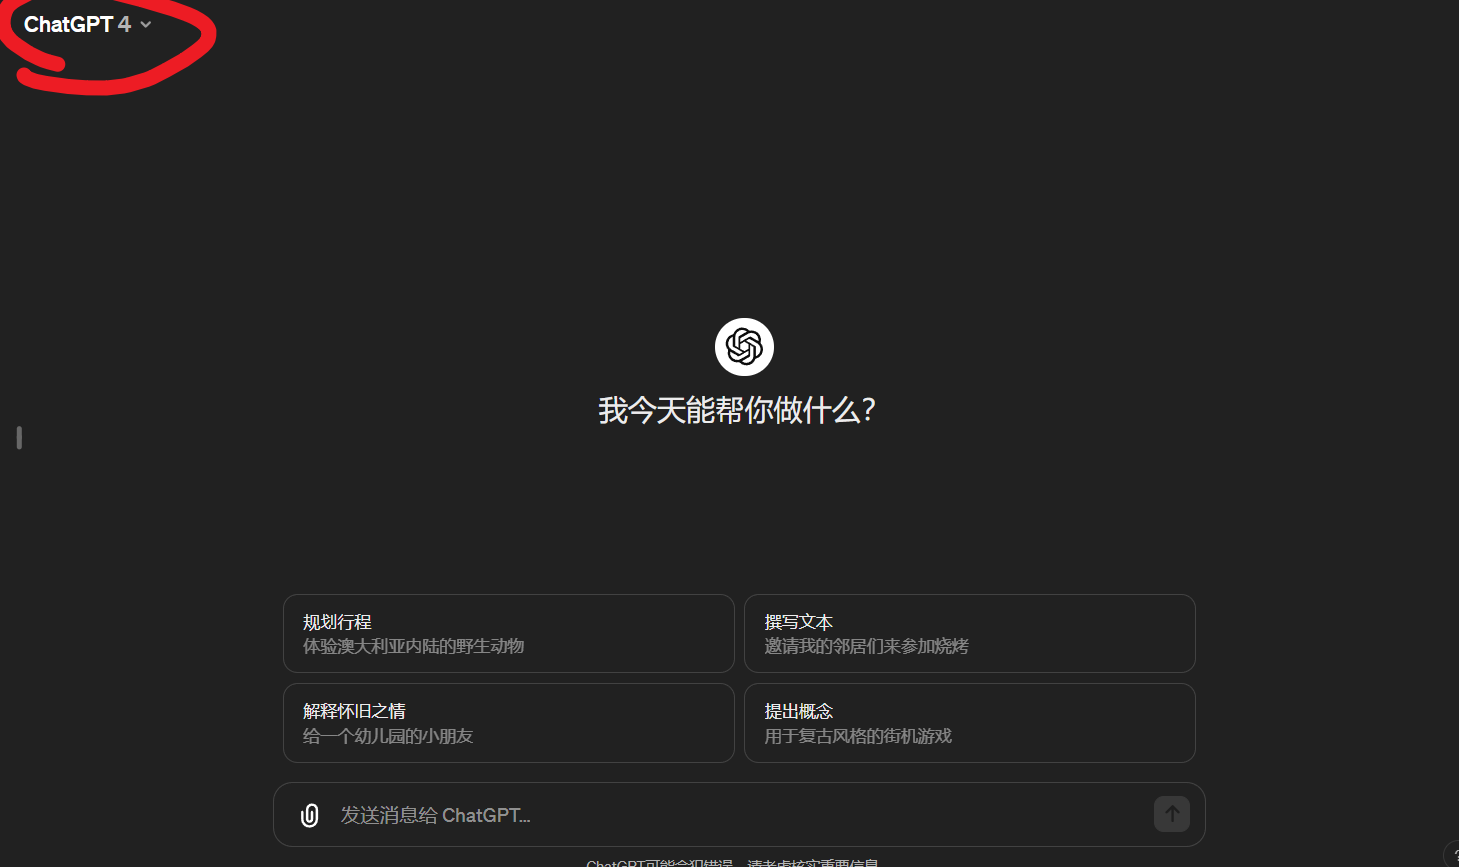 ChatGPT 4
我今天能帮你做什么？
规划行程
体验澳大利亚内陆的野生动物
撰写文本
邀请我的邻居们来参加烧烤
解释怀旧之情
给一个幼儿园的小朋友
提出概念
用于复古风格的街机游戏
发送消息给 ChatGPT...
ChatGPT可能会犯错误。请考虑核实重要信息。
?